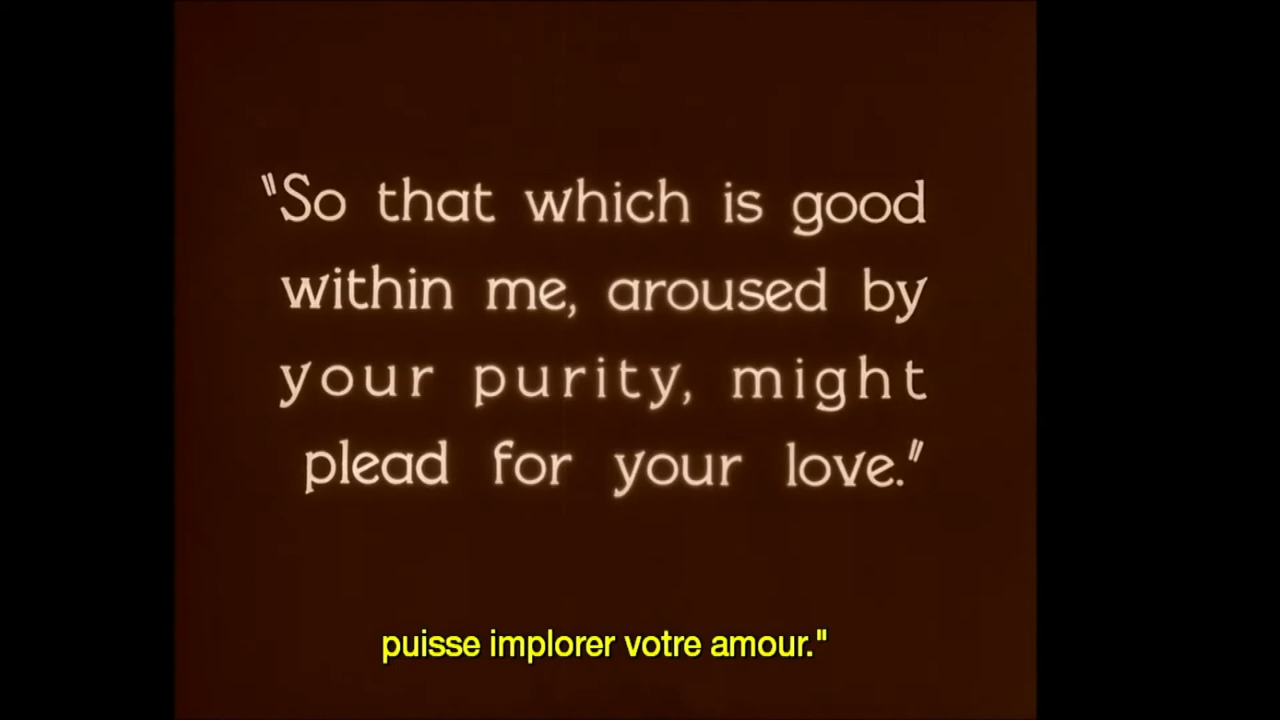 "So that which is good
within me, aroused by
your purity, might
plead for your love."
puisse implorer votre amour."